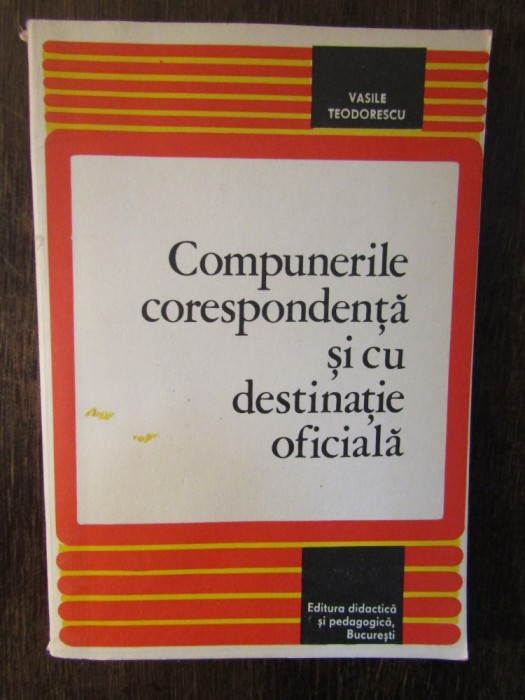 VASILE
TEODORESCU
Compunerile
corespondență
și cu
destinație
oficială
Editura didactică
și pedagogică,
București